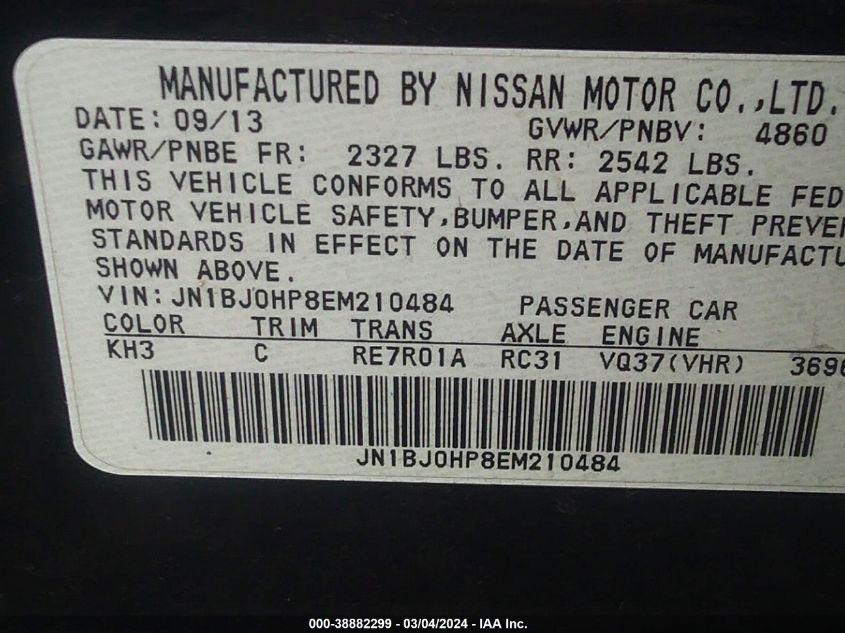 MANUFACTURED BY NISSAN MOTOR CO.,LTD.
DATE: 09/13 GVWR/PNBV: 4860
GAWR/PNBE FR: 2327 LBS. RR: 2542 LBS.
THIS VEHICLE CONFORMS TO ALL APPLICABLE FED
MOTOR VEHICLE SAFETY,BUMPER,AND THEFT PREVE
STANDARDS IN EFFECT ON THE DATE OF MANUFACTU
SHOWN ABOVE.
VIN: JN1BJ0HP8EM210484 PASSENGER CAR
COLOR TRIM TRANS AXLE ENGINE
KH3 C RE7R01A RC31 VQ37(VHR) 3696
JN1BJ0HP8EM210484
000-38882299 - 03/04/2024 - IAA Inc.